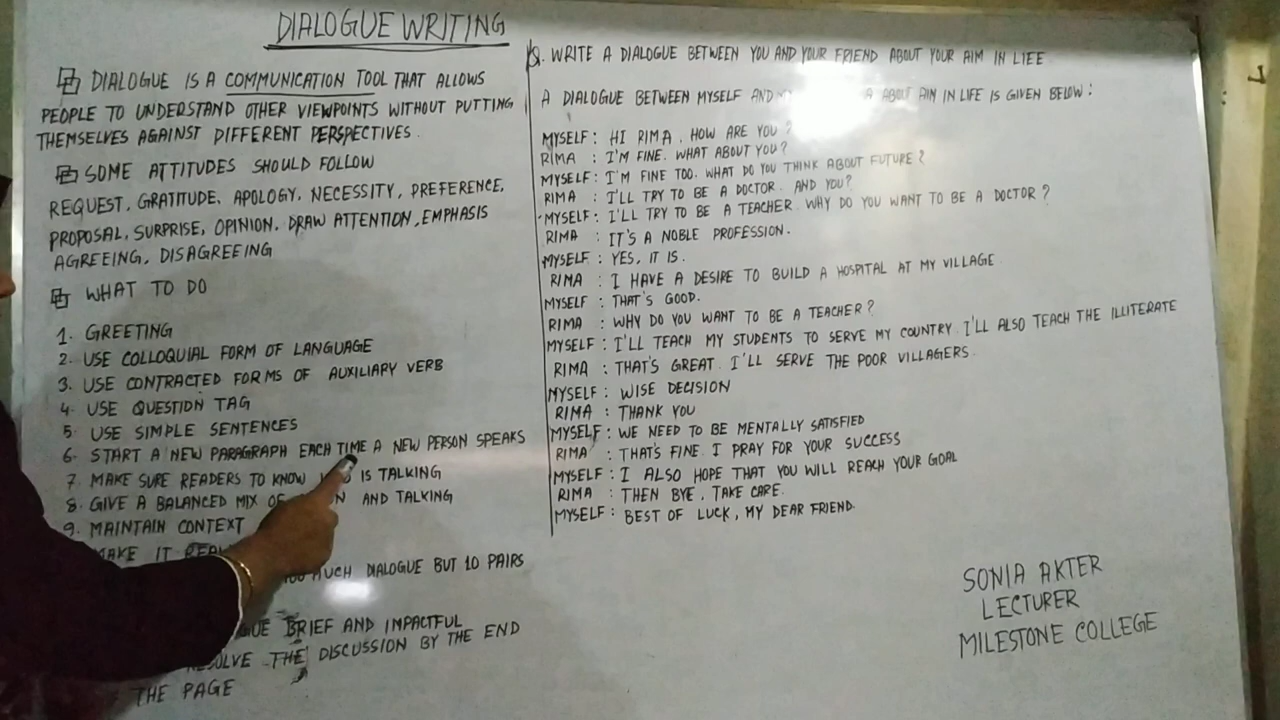 DIALOGUE WRITING
DIALOGUE IS A COMMUNICATION TOOL THAT ALLOWS
PEOPLE TO UNDERSTAND OTHER VIEWPOINTS WITHOUT PUTTING
THEMSELVES AGAINST DIFFERENT PERSPECTIVES.
SOME ATTITUDES SHOULD FOLLOW
REQUEST, GRATITUDE, APOLOGY, NECESSITY, PREFERENCE,
PROPOSAL, SURPRISE, OPINION. DRAW ATTENTION, EMPHASIS
AGREEING, DISAGREEING
WHAT TO DO
1. GREETING
2. USE COLLOQUIAL FORM OF LANGUAGE
3. USE CONTRACTED FORMS OF AUXILIARY VERB
4. USE QUESTION TAG
5. USE SIMPLE SENTENCES
6. START A NEW PARAGRAPH EACH TIME A NEW PERSON SPEAKS
7. MAKE SURE READERS TO KNOW IS TALKING
8. GIVE A BALANCED MIX OF AND TALKING
9. MAINTAIN CONTEXT
MAKE IT
MUCH DIALOGUE BUT 10 PAIRS
BRIEF AND IMPACTFUL
THE DISCUSSION BY THE END
THE PAGE
Q. WRITE A DIALOGUE BETWEEN YOU AND YOUR FRIEND ABOUT YOUR AIM IN LIFE
A DIALOGUE BETWEEN MYSELF AND ABOUT AIM IN LIFE IS GIVEN BELOW:
MYSELF: HI RIMA, HOW ARE YOU?
RIMA : I'M FINE. WHAT ABOUT YOU?
MYSELF: I'M FINE TOO. WHAT DO YOU THINK ABOUT FUTURE?
RIMA : I'LL TRY TO BE A DOCTOR. AND YOU?
MYSELF: I'LL TRY TO BE A TEACHER. WHY DO YOU WANT TO BE A DOCTOR?
RIMA : IT'S A NOBLE PROFESSION.
MYSELF: YES, IT IS.
RIMA : I HAVE A DESIRE TO BUILD A HOSPITAL AT MY VILLAGE
MYSELF: THAT'S GOOD.
RIMA : WHY DO YOU WANT TO BE A TEACHER?
MYSELF: I'LL TEACH MY STUDENTS TO SERVE MY COUNTRY. I'LL ALSO TEACH THE ILLITERATE
RIMA : THAT'S GREAT. I'LL SERVE THE POOR VILLAGERS.
MYSELF: WISE DECISION
RIMA : THANK YOU
MYSELF: WE NEED TO BE MENTALLY SATISFIED
RIMA : THAT'S FINE. I PRAY FOR YOUR SUCCESS
MYSELF: I ALSO HOPE THAT YOU WILL REACH YOUR GOAL
RIMA : THEN BYE, TAKE CARE.
MYSELF: BEST OF LUCK, MY DEAR FRIEND.
SONIA AKTER
LECTURER
MILESTONE COLLEGE